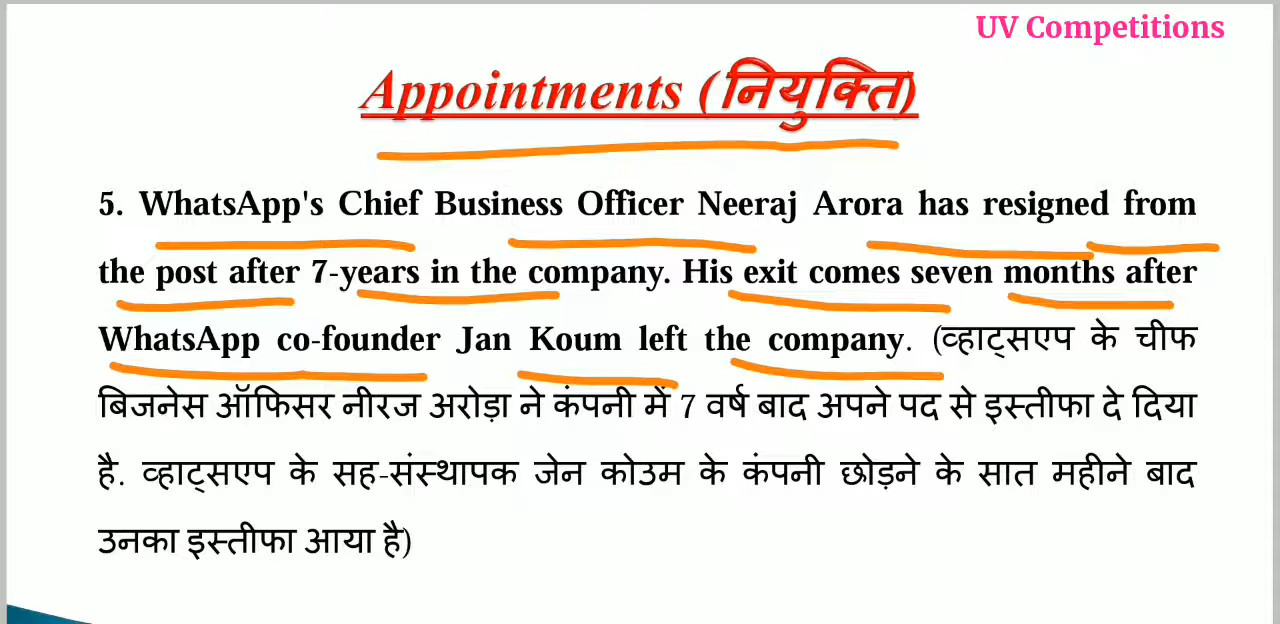 UV Competitions
Appointments (नियुक्ति)
5. WhatsApp's Chief Business Officer Neeraj Arora has resigned from
the post after 7-years in the company. His exit comes seven months after
WhatsApp co-founder Jan Koum left the company. (व्हाट्सएप के चीफ
बिजनेस ऑफिसर नीरज अरोड़ा ने कंपनी में 7 वर्ष बाद अपने पद से इस्तीफा दे दिया
है. व्हाट्सएप के सह-संस्थापक जेन कोउम के कंपनी छोड़ने के सात महीने बाद
उनका इस्तीफा आया है)